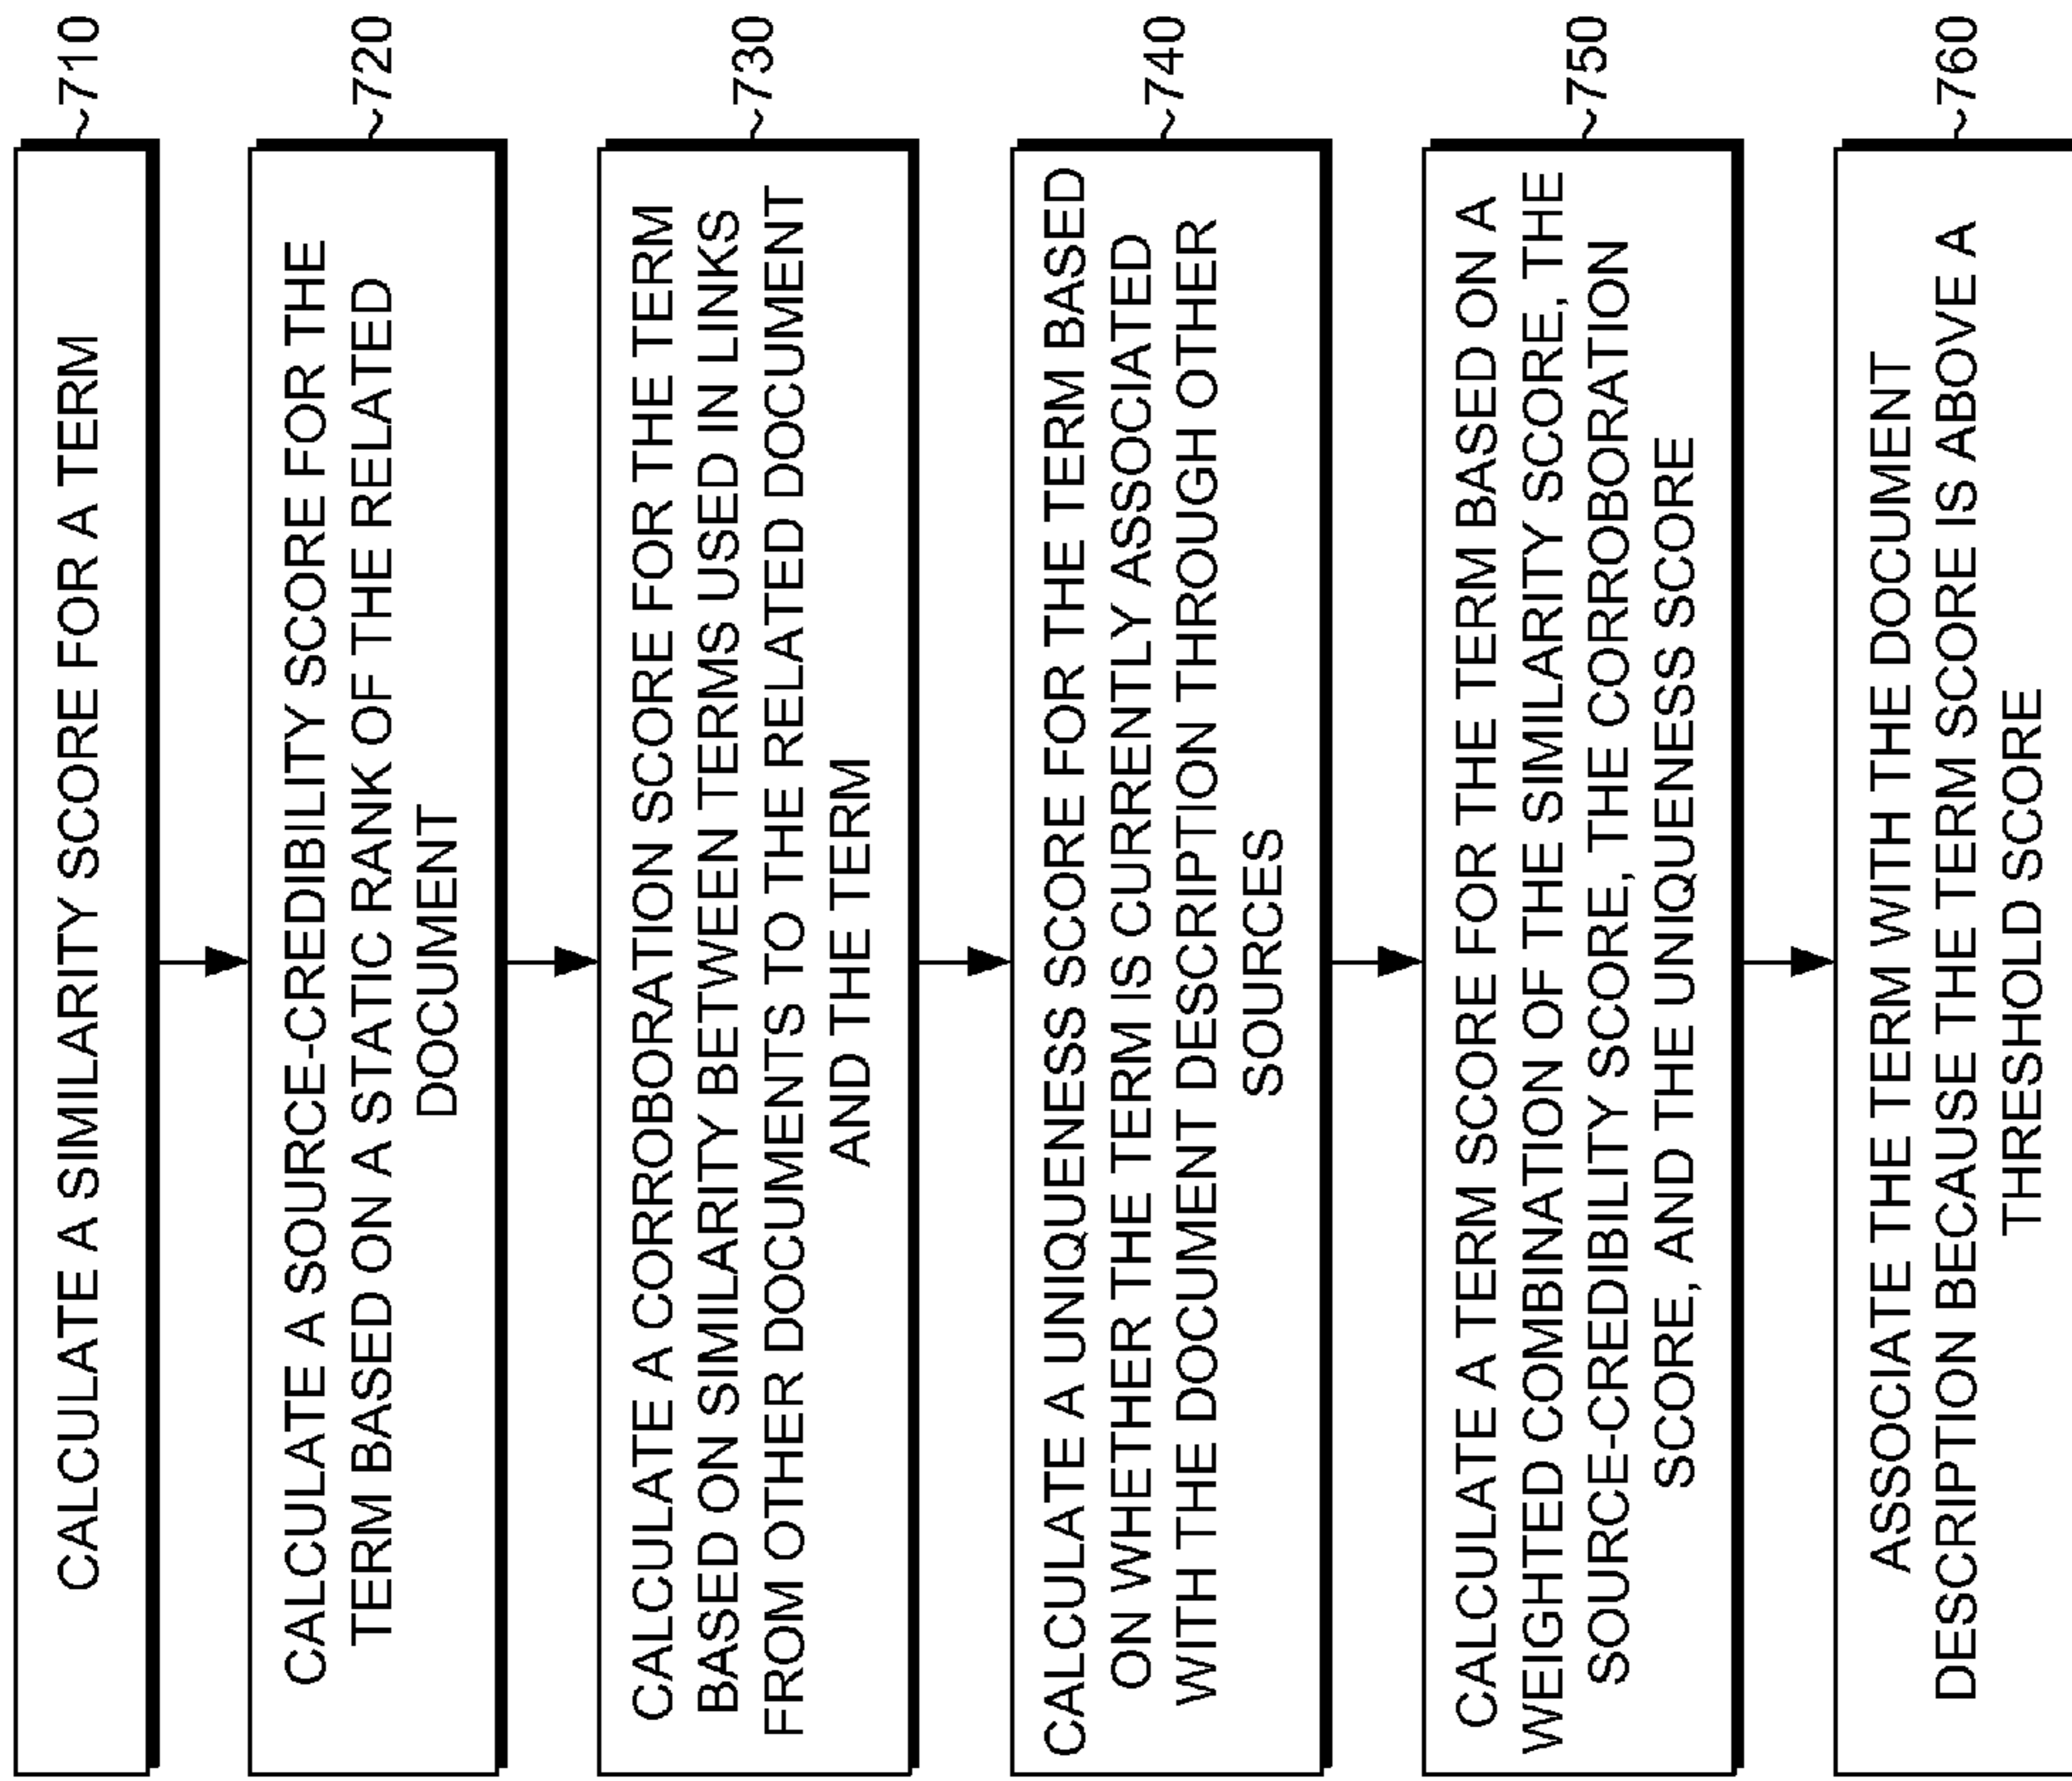 CALCULATE A SIMILARITY SCORE FOR A TERM
~710
CALCULATE A SOURCE-CREDIBILITY SCORE FOR THE
TERM BASED ON A STATIC RANK OF THE RELATED
DOCUMENT
~720
CALCULATE A CORROBORATION SCORE FOR THE TERM
BASED ON SIMILARITY BETWEEN TERMS USED IN LINKS
FROM OTHER DOCUMENTS TO THE RELATED DOCUMENT
AND THE TERM
~730
CALCULATE A UNIQUENESS SCORE FOR THE TERM BASED
ON WHETHER THE TERM IS CURRENTLY ASSOCIATED
WITH THE DOCUMENT DESCRIPTION THROUGH OTHER
SOURCES
~740
CALCULATE A TERM SCORE FOR THE TERM BASED ON A
WEIGHTED COMBINATION OF THE SIMILARITY SCORE, THE
SOURCE-CREDIBILITY SCORE, THE CORROBORATION
SCORE, AND THE UNIQUENESS SCORE
~750
ASSOCIATE THE TERM WITH THE DOCUMENT
DESCRIPTION BECAUSE THE TERM SCORE IS ABOVE A
THRESHOLD SCORE
~760